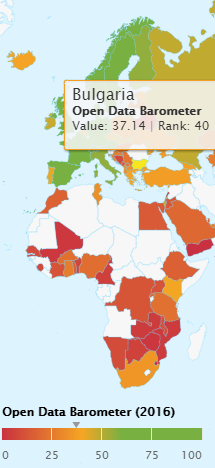 Bulgaria
Open Data Barometer
Value: 37.14 | Rank: 40
Open Data Barometer (2016)
0 25 50 75 100